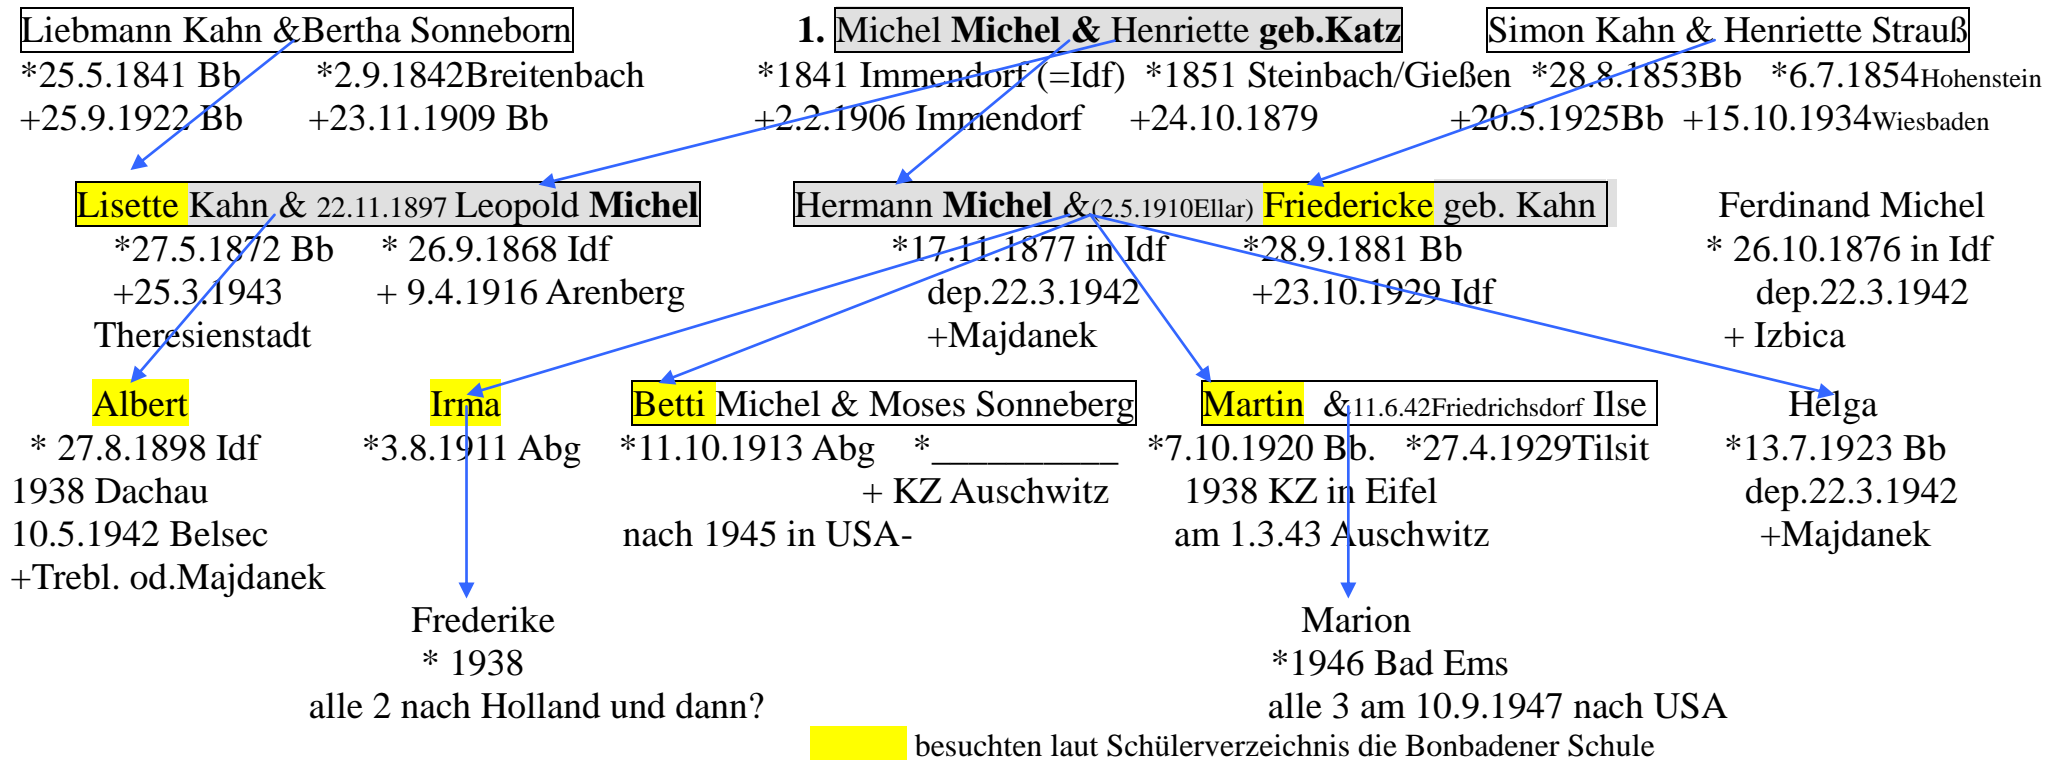 Liebmann Kahn &Bertha Sonneborn 1. Michel Michel & Henriette geb.Katz Simon Kahn & Henriette Strauß
*25.5.1841 Bb *2.9.1842Breitenbach *1841 Immendorf (=Idf) *1851 Steinbach/Gießen *28.8.1853Bb *6.7.1854Hohenstein
+25.9.1922 Bb +23.11.1909 Bb +2.2.1906 Immendorf +24.10.1879 +20.5.1925Bb +15.10.1934Wiesbaden
Lisette Kahn & 22.11.1897 Leopold Michel Hermann Michel &(2.5.1910Ellar) Friedericke geb. Kahn Ferdinand Michel
*27.5.1872 Bb * 26.9.1868 Idf *17.11.1877 in Idf *28.9.1881 Bb * 26.10.1876 in Idf
+25.3.1943 + 9.4.1916 Arenberg dep.22.3.1942 +23.10.1929 Idf dep.22.3.1942
Theresienstadt +Majdanek + Izbica
Albert Irma Betti Michel & Moses Sonneberg Martin &11.6.42Friedrichsdorf Ilse Helga
* 27.8.1898 Idf *3.8.1911 Abg *11.10.1913 Abg *__________ *7.10.1920 Bb. *27.4.1929Tilsit *13.7.1923 Bb
1938 Dachau + KZ Auschwitz 1938 KZ in Eifel dep.22.3.1942
10.5.1942 Belsec nach 1945 in USA- am 1.3.43 Auschwitz +Majdanek
+Trebl. od.Majdanek
Frederike Marion
* 1938 *1946 Bad Ems
alle 2 nach Holland und dann? alle 3 am 10.9.1947 nach USA
besuchten laut Schülerverzeichnis die Bonbadener Schule